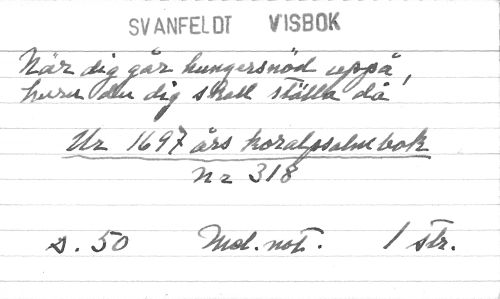 SVANFELDT VISBOK
När dig går hungersnöd uppå,
huru du dig skall ställa då
Ur 1697 års koralpsalmbok
Nr 318
s. 50 Mel. not. 1 str.